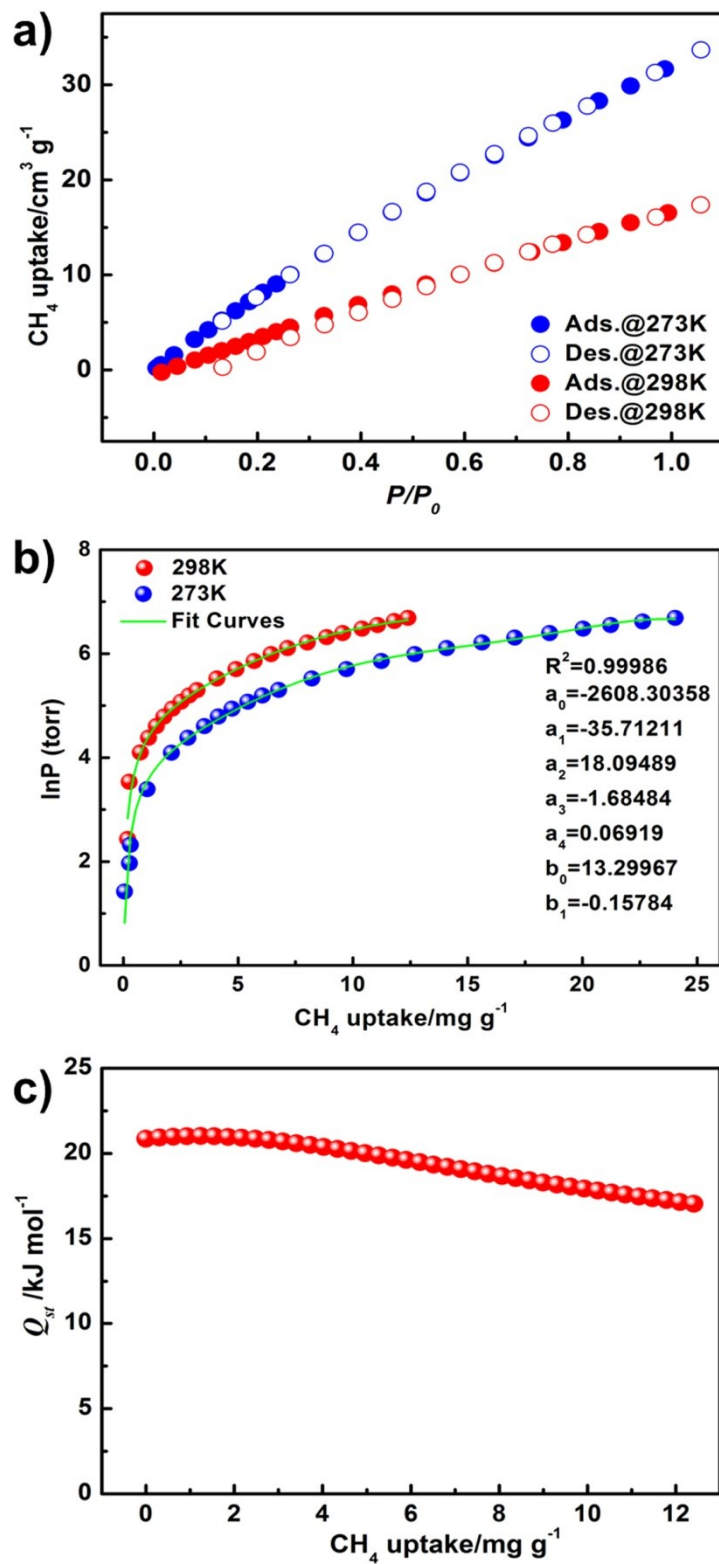 a)
CH₄ uptake/cm³ g⁻¹
30
20
10
0
Ads.@273K
Des.@273K
Ads.@298K
Des.@298K
0.0 0.2 0.4 0.6 0.8 1.0
P/P₀
b)
lnP (torr)
8
6
4
2
0
298K
273K
Fit Curves
R²=0.99986
a₀=-2608.30358
a₁=-35.71211
a₂=18.09489
a₃=-1.68484
a₄=0.06919
b₀=13.29967
b₁=-0.15784
0 5 10 15 20 25
CH₄ uptake/mg g⁻¹
c)
Qst /kJ mol⁻¹
25
20
15
10
5
0
0 2 4 6 8 10 12
CH₄ uptake/mg g⁻¹